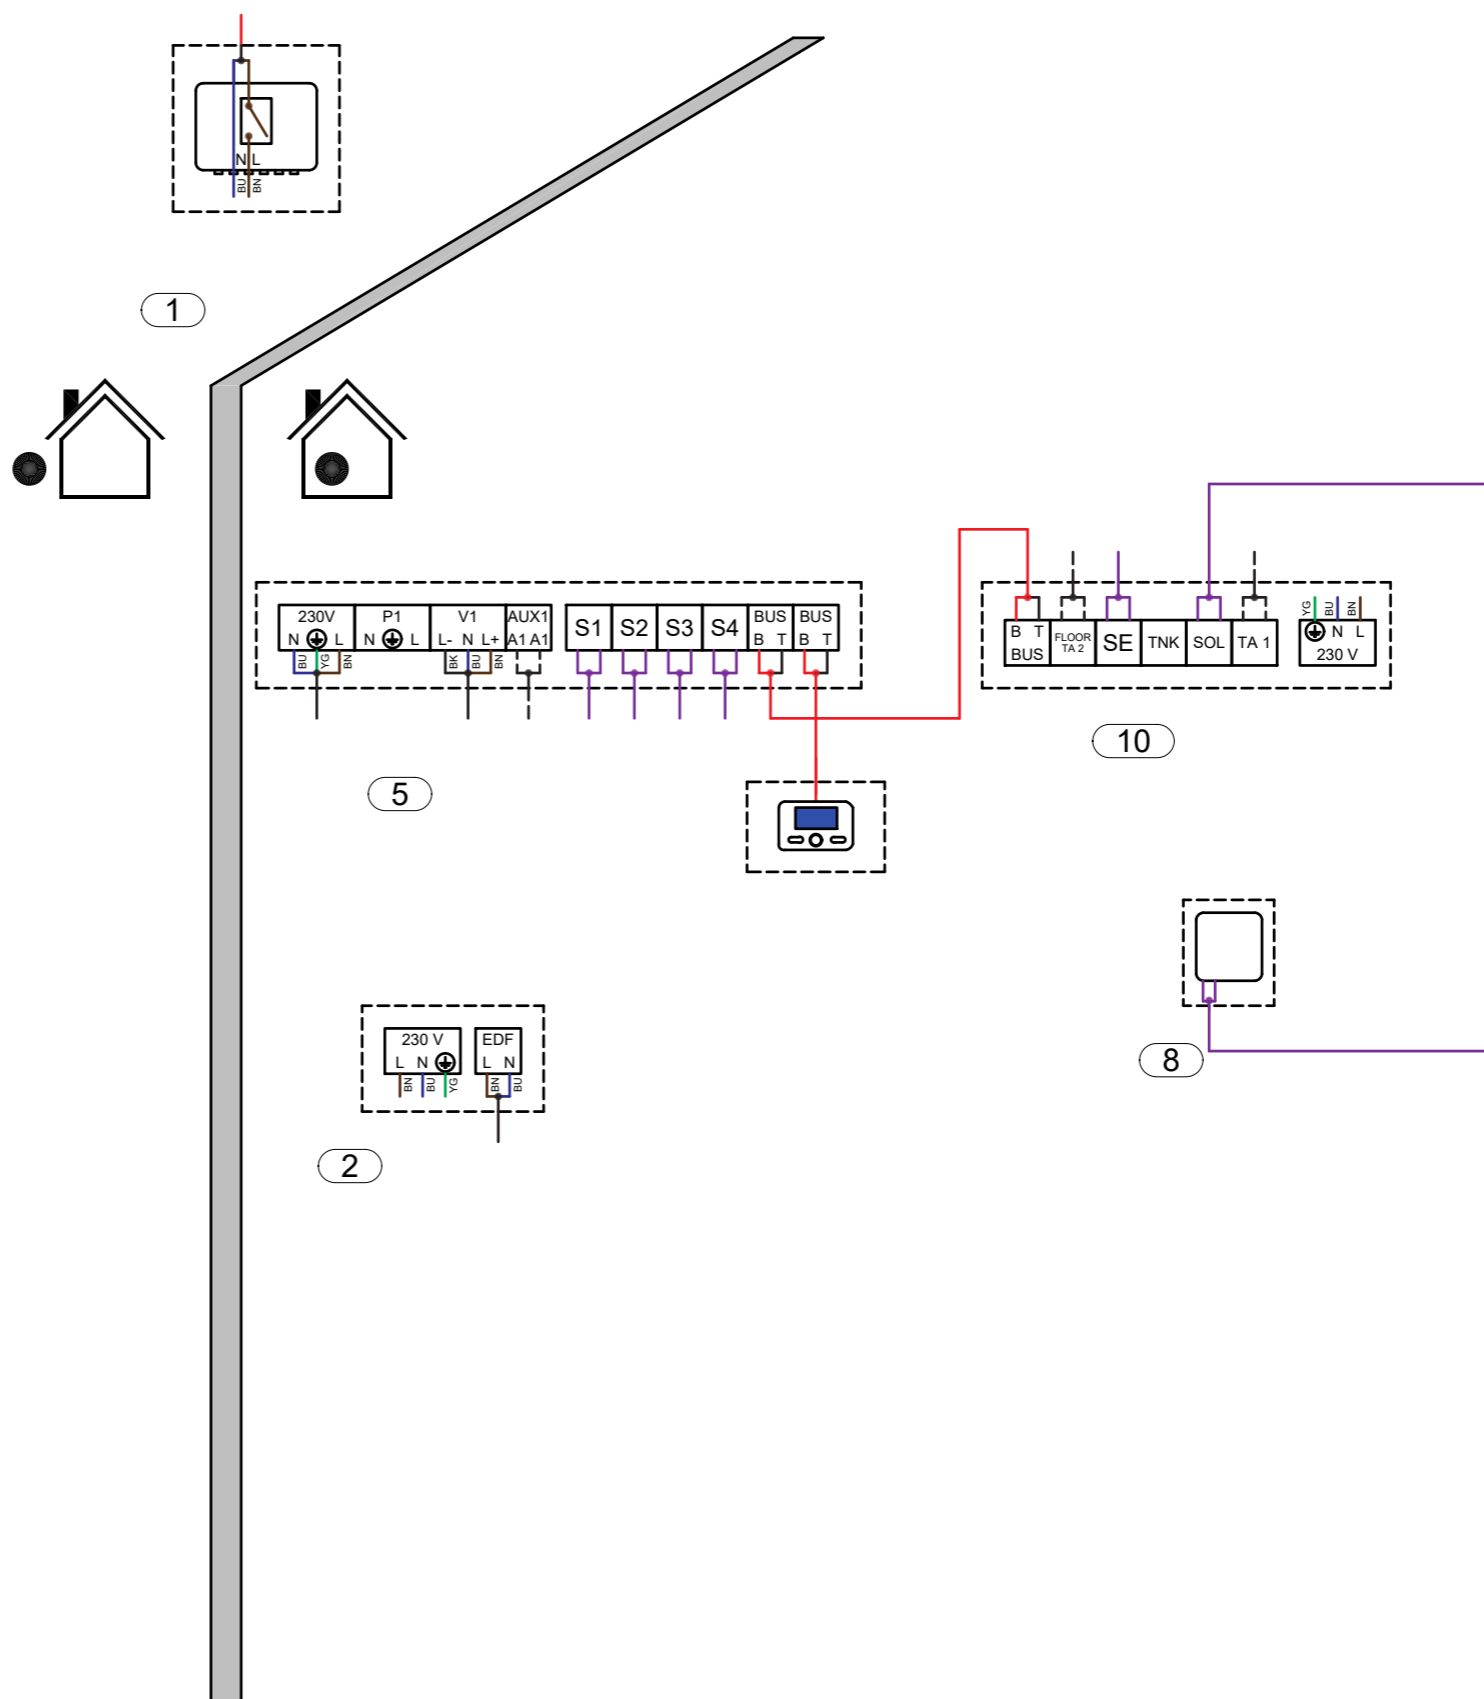 N L
BU BN
1
230V P1 V1 AUX1 S1 S2 S3 S4 BUS BUS
N L N L L- N L+ A1 A1 B T B T
BU YG BN BK BU BN
YG BU BN
B T FLOOR SE TNK SOL TA 1 N L
TA 2
BUS 230 V
10
5
230 V EDF
L N L N
BN BU YG BN BU
8
2